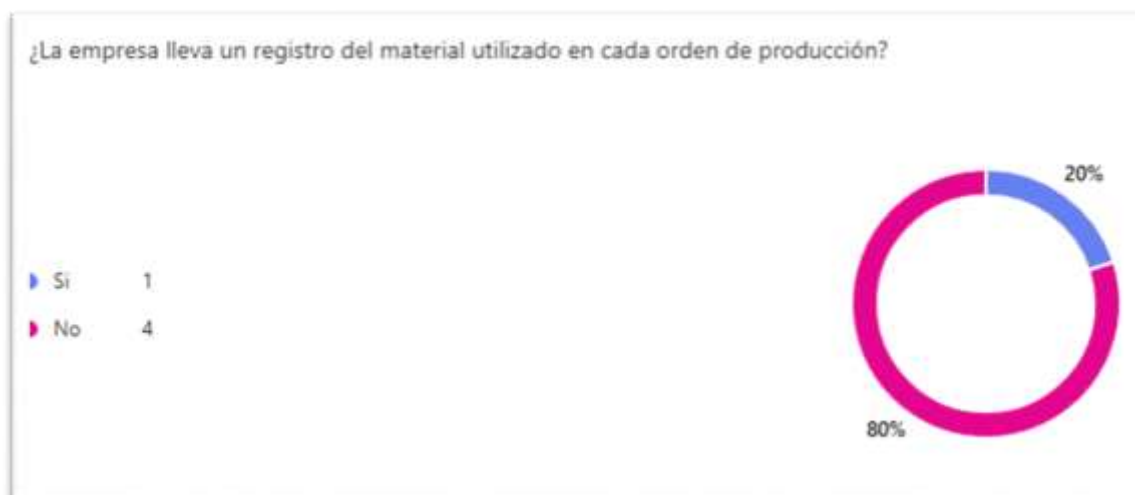 ¿La empresa lleva un registro del material utilizado en cada orden de producción?
20%
Si 1
No 4
80%